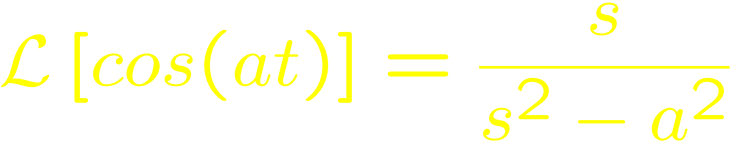 ℒ [cos(at)] = s / (s² − a²)